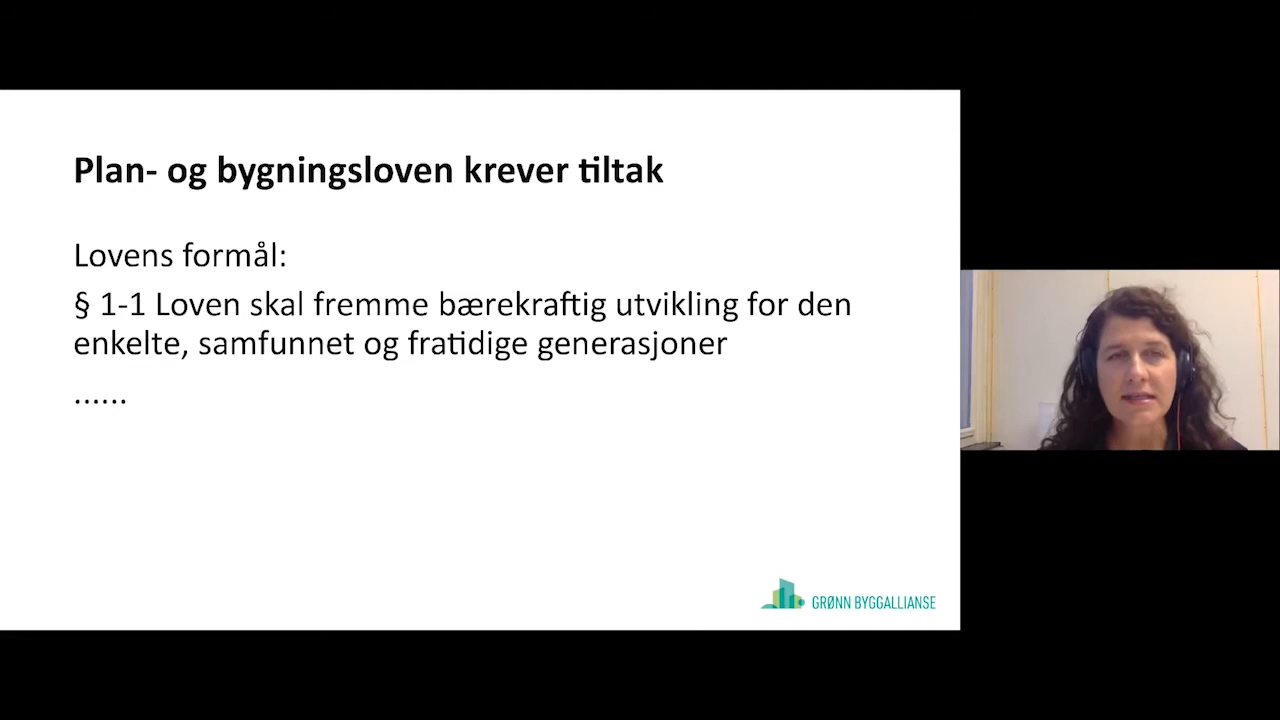 Plan- og bygningsloven krever tiltak
Lovens formål:
§ 1-1 Loven skal fremme bærekraftig utvikling for den
enkelte, samfunnet og fratidige generasjoner
......
GRØNN BYGGALLIANSE